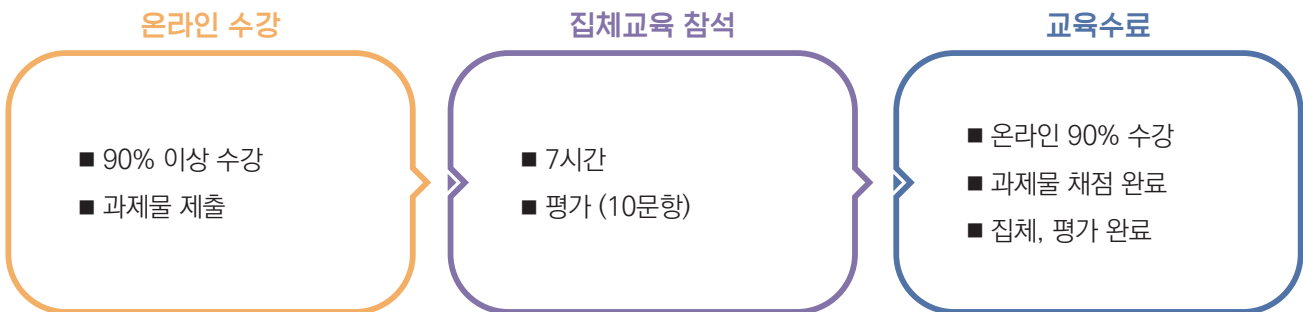 온라인 수강
■ 90% 이상 수강
■ 과제물 제출
집체교육 참석
■ 7시간
■ 평가 (10문항)
교육수료
■ 온라인 90% 수강
■ 과제물 채점 완료
■ 집체, 평가 완료